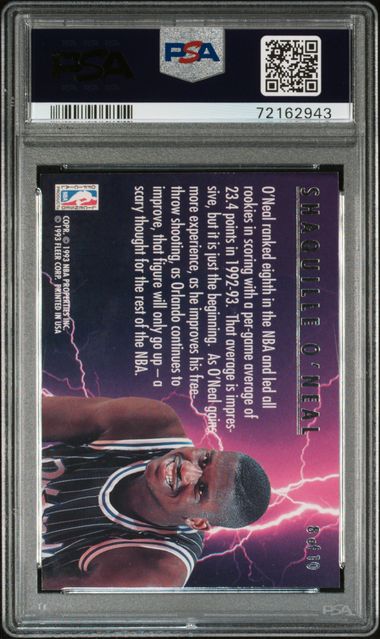 PSA
PSA
72162943
SHAQUILLE O'NEAL
8 of 10
O'Neal ranked eighth in the NBA and led all
rookies in scoring with a per-game average of
23.4 points in 1992-93. That average is impres-
sive, but it is just the beginning. As O'Neal gains
more experience, as he improves his free-
throw shooting, as Orlando continues to
improve, that figure will only go up — a
scary thought for the rest of the NBA.
COPR. © 1993 NBA PROPERTIES INC.
© 1993 FLEER CORP. PRINTED IN USA
PSA